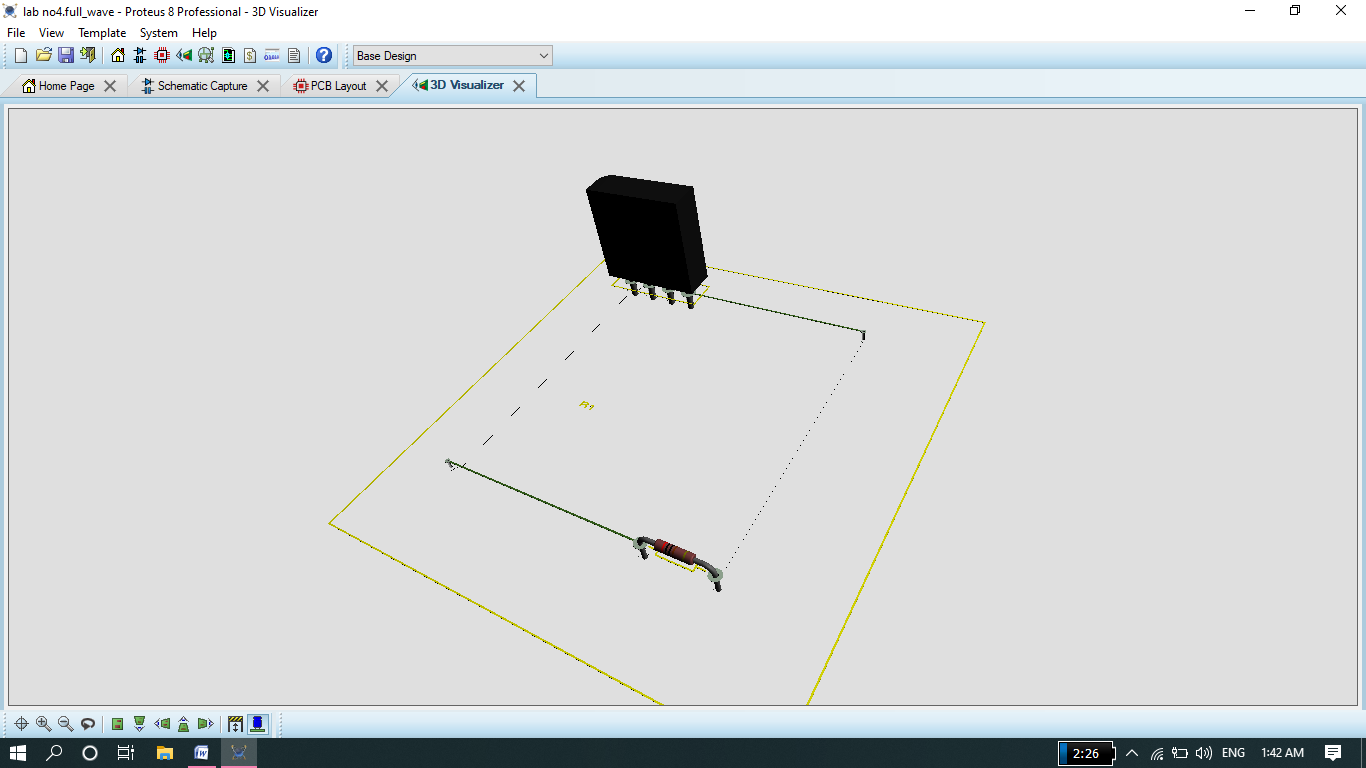 lab no4.full_wave - Proteus 8 Professional - 3D Visualizer
File View Template System Help
Base Design
Home Page Schematic Capture PCB Layout 3D Visualizer
R1
2:26 ENG 1:42 AM